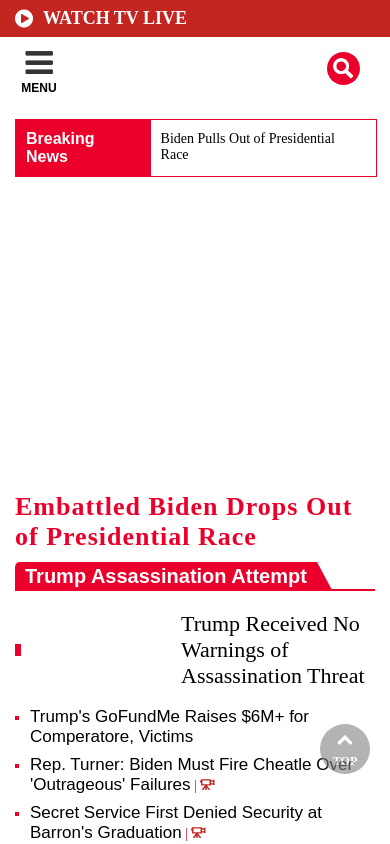 WATCH TV LIVE
MENU
Breaking
News
Biden Pulls Out of Presidential
Race
Embattled Biden Drops Out
of Presidential Race
Trump Assassination Attempt
Trump Received No
Warnings of
Assassination Threat
Trump's GoFundMe Raises $6M+ for
Comperatore, Victims
Rep. Turner: Biden Must Fire Cheatle Over
'Outrageous' Failures |
TOP
Secret Service First Denied Security at
Barron's Graduation |